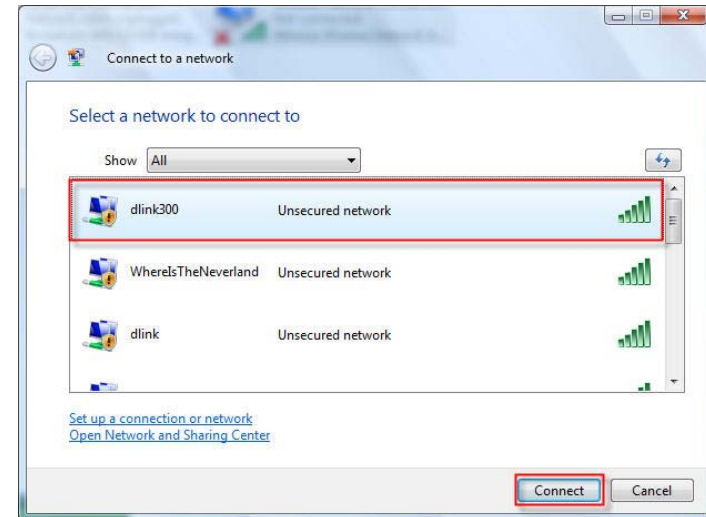 Connect to a network
Select a network to connect to
Show All
dlink300 Unsecured network
WhereIsTheNeverland Unsecured network
dlink Unsecured network
Set up a connection or network
Open Network and Sharing Center
Connect Cancel